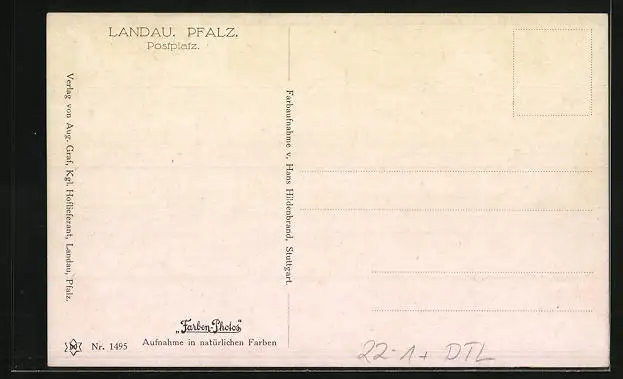 LANDAU. PFALZ.
Postplatz.
Verlag von Aug. Graf, Kgl. Hoflieferant, Landau, Pfalz.
Farbaufnahme v. Hans Hildenbrand, Stuttgart.
„Farben-Photos"
Nr. 1495 Aufnahme in natürlichen Farben
22-1+ DTL